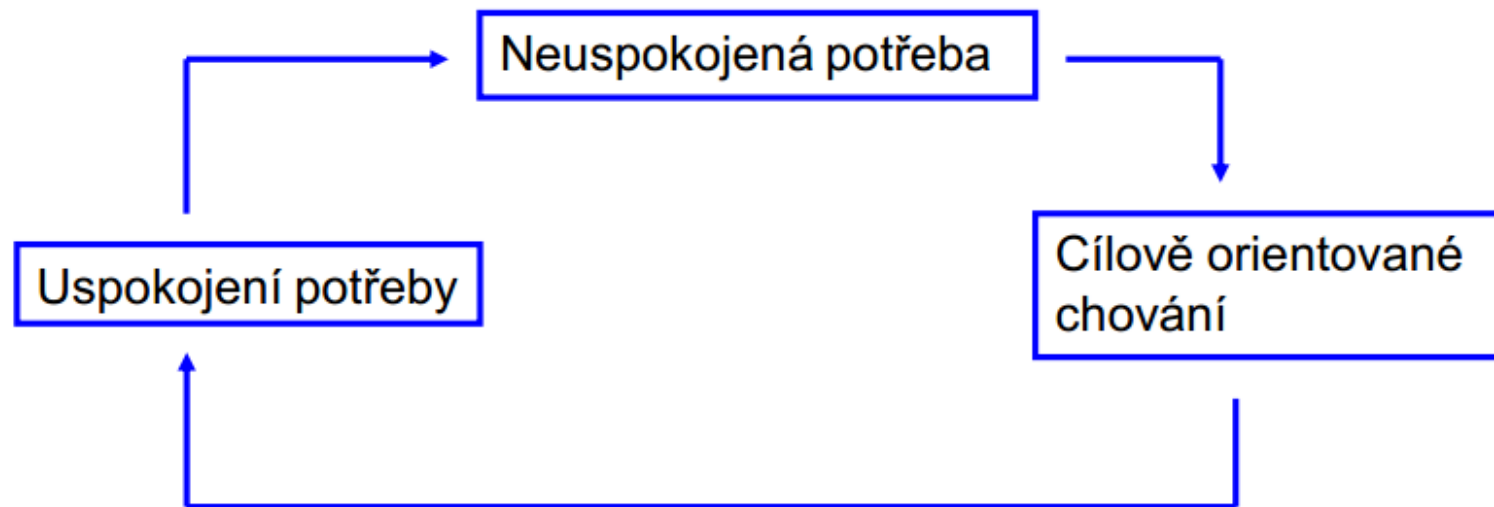 Neuspokojená potřeba
Cílově orientované
chování
Uspokojení potřeby